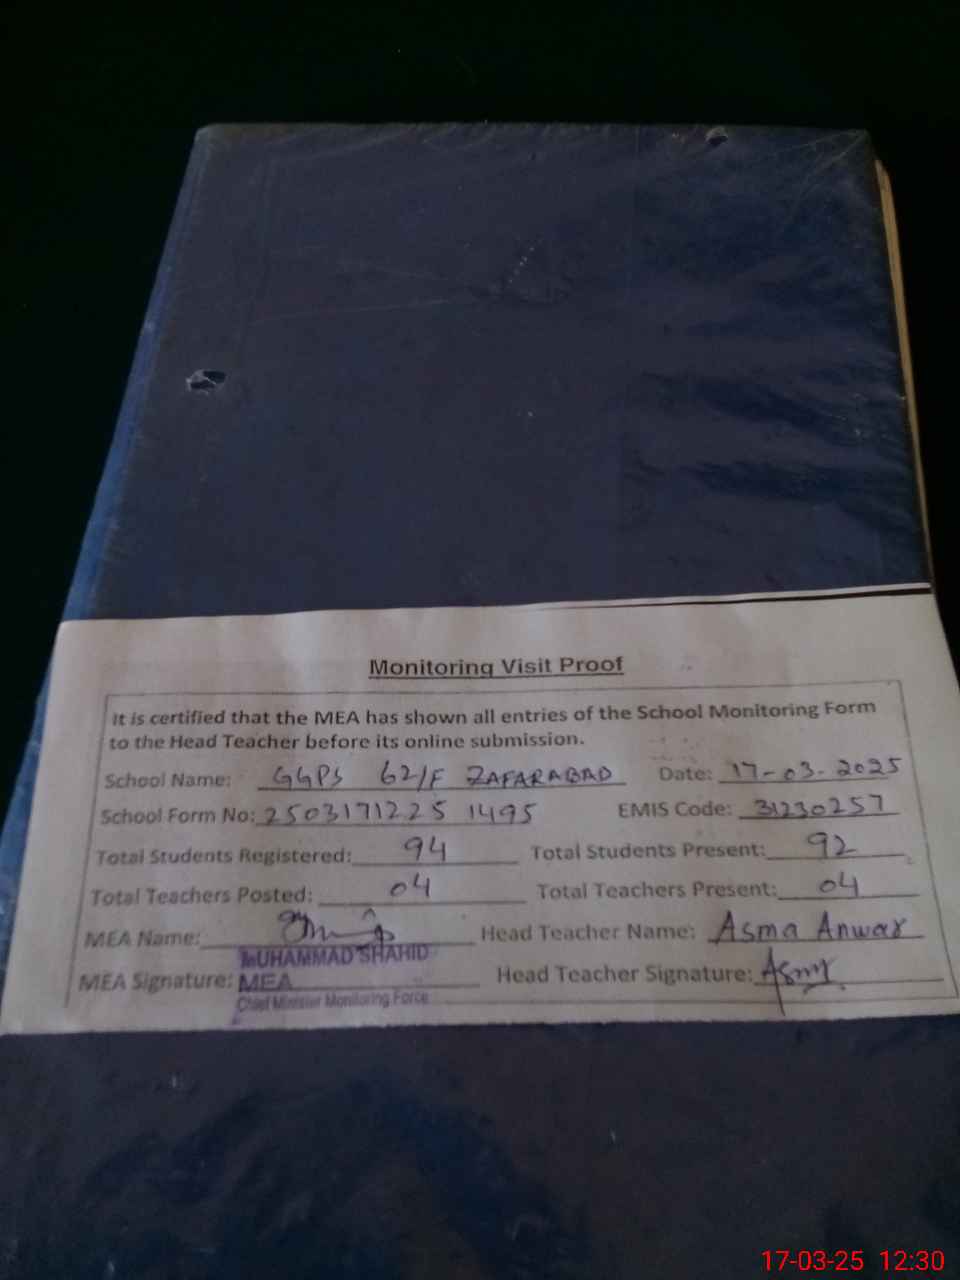 Monitoring Visit Proof
It is certified that the MEA has shown all entries of the School Monitoring Form
to the Head Teacher before its online submission.
School Name: GGPS 62/F ZAFARABAD Date: 17-03-2025
School Form No: 2503171225 1495 EMIS Code: 31230257
Total Students Registered: 94 Total Students Present: 92
Total Teachers Posted: 04 Total Teachers Present: 04
MEA Name: Head Teacher Name: Asma Anwar
MUHAMMAD SHAHID
MEA Signature: MEA Head Teacher Signature: Asma
Chief Minister Monitoring Force
17-03-25 12:30